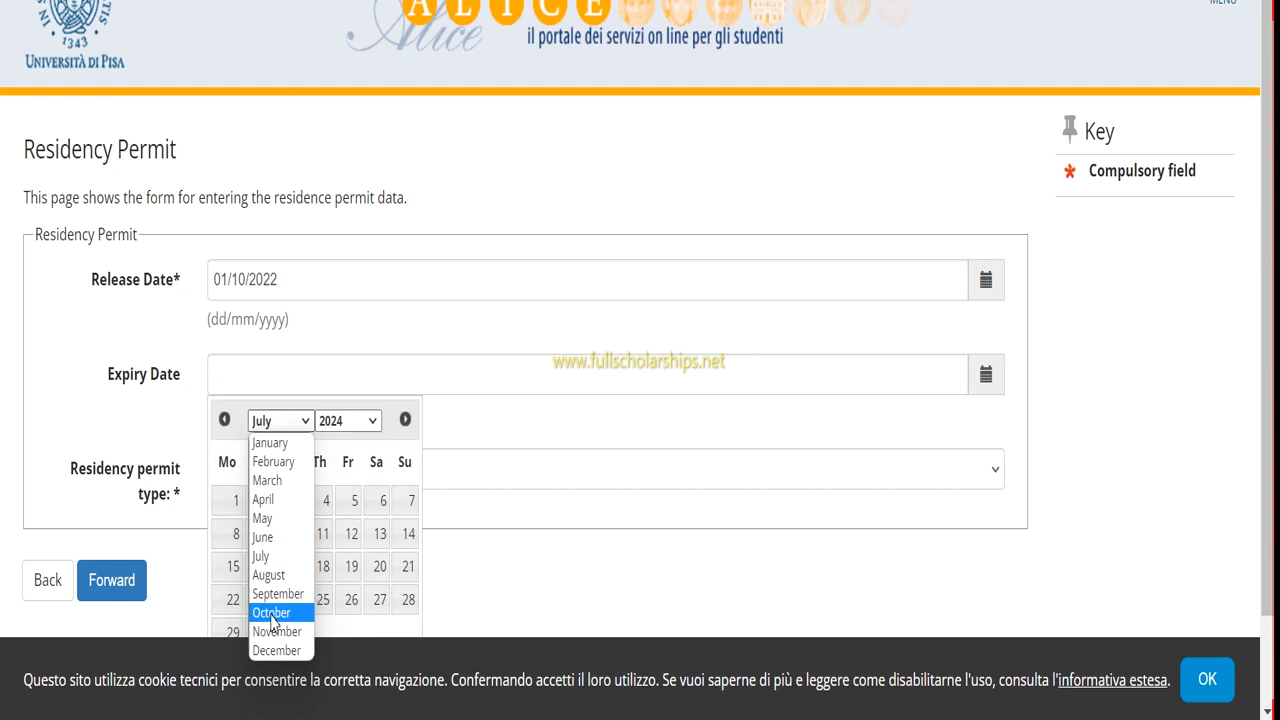 ALICE
Alice
il portale dei servizi on line per gli studenti
1343
UNIVERSITÀ DI PISA
MENU
Residency Permit
Key
Compulsory field
This page shows the form for entering the residence permit data.
Residency Permit
Release Date*
01/10/2022
(dd/mm/yyyy)
www.fullscholarships.net
Expiry Date
July 2024
Mo Th Fr Sa Su
1 4 5 6 7
8 11 12 13 14
15 18 19 20 21
22 25 26 27 28
29
January
February
March
April
May
June
July
August
September
October
November
December
Residency permit
type: *
Back
Forward
Questo sito utilizza cookie tecnici per consentire la corretta navigazione. Confermando accetti il loro utilizzo. Se vuoi saperne di più e leggere come disabilitarne l'uso, consulta l'informativa estesa.
OK